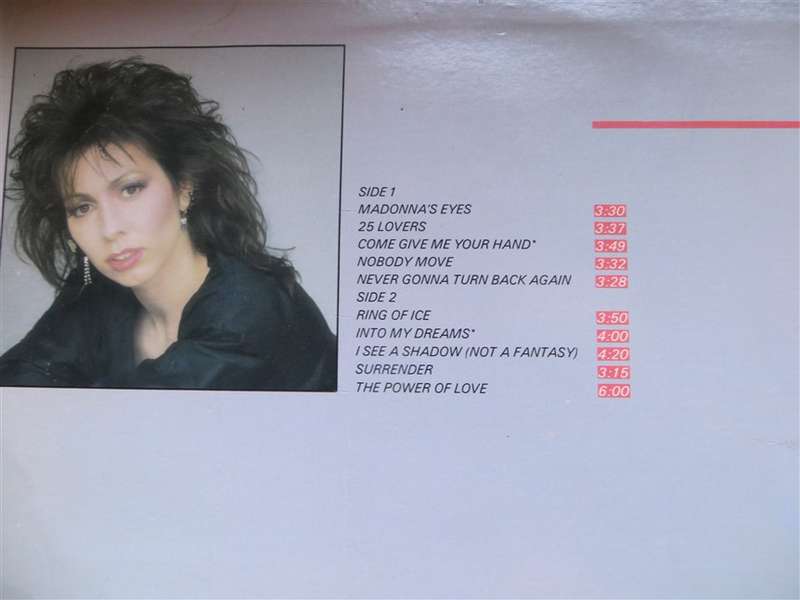 SIDE 1
MADONNA'S EYES 3:30
25 LOVERS 3:37
COME GIVE ME YOUR HAND* 3:49
NOBODY MOVE 3:32
NEVER GONNA TURN BACK AGAIN 3:28
SIDE 2
RING OF ICE 3:50
INTO MY DREAMS* 4:00
I SEE A SHADOW (NOT A FANTASY) 4:20
SURRENDER 3:15
THE POWER OF LOVE 6:00